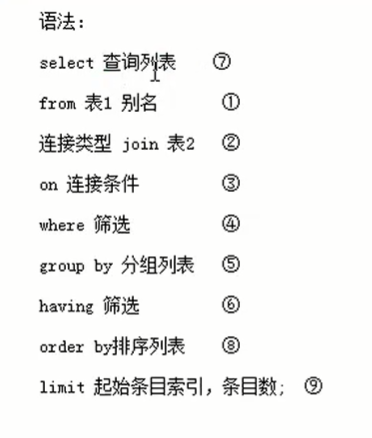 语法：
select 查询列表 ⑦
from 表1 别名 ①
连接类型 join 表2 ②
on 连接条件 ③
where 筛选 ④
group by 分组列表 ⑤
having 筛选 ⑥
order by排序列表 ⑧
limit 起始条目索引，条目数; ⑨